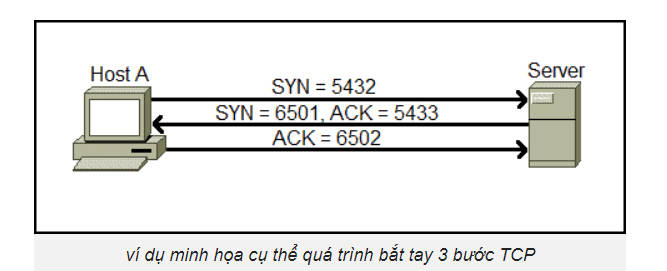 Host A
Server
SYN = 5432
SYN = 6501, ACK = 5433
ACK = 6502
ví dụ minh họa cụ thể quá trình bắt tay 3 bước TCP